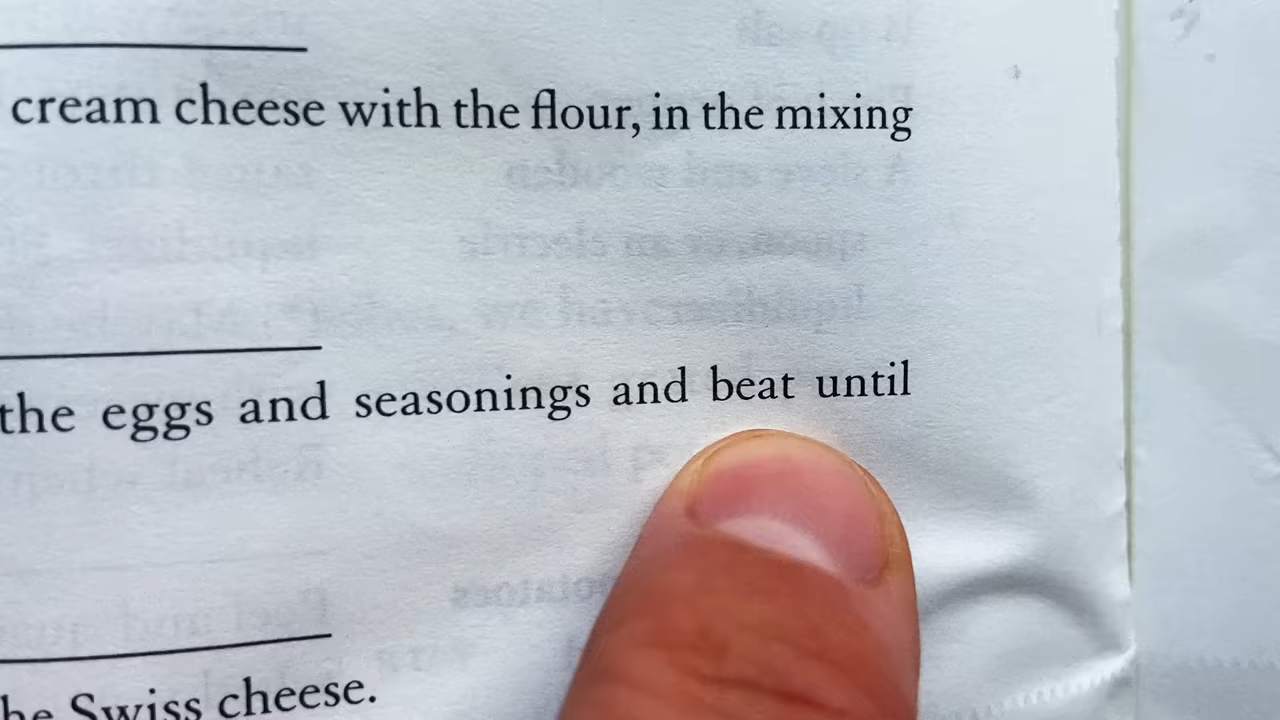 cream cheese with the flour, in the mixing
the eggs and seasonings and beat until
he Swiss cheese.